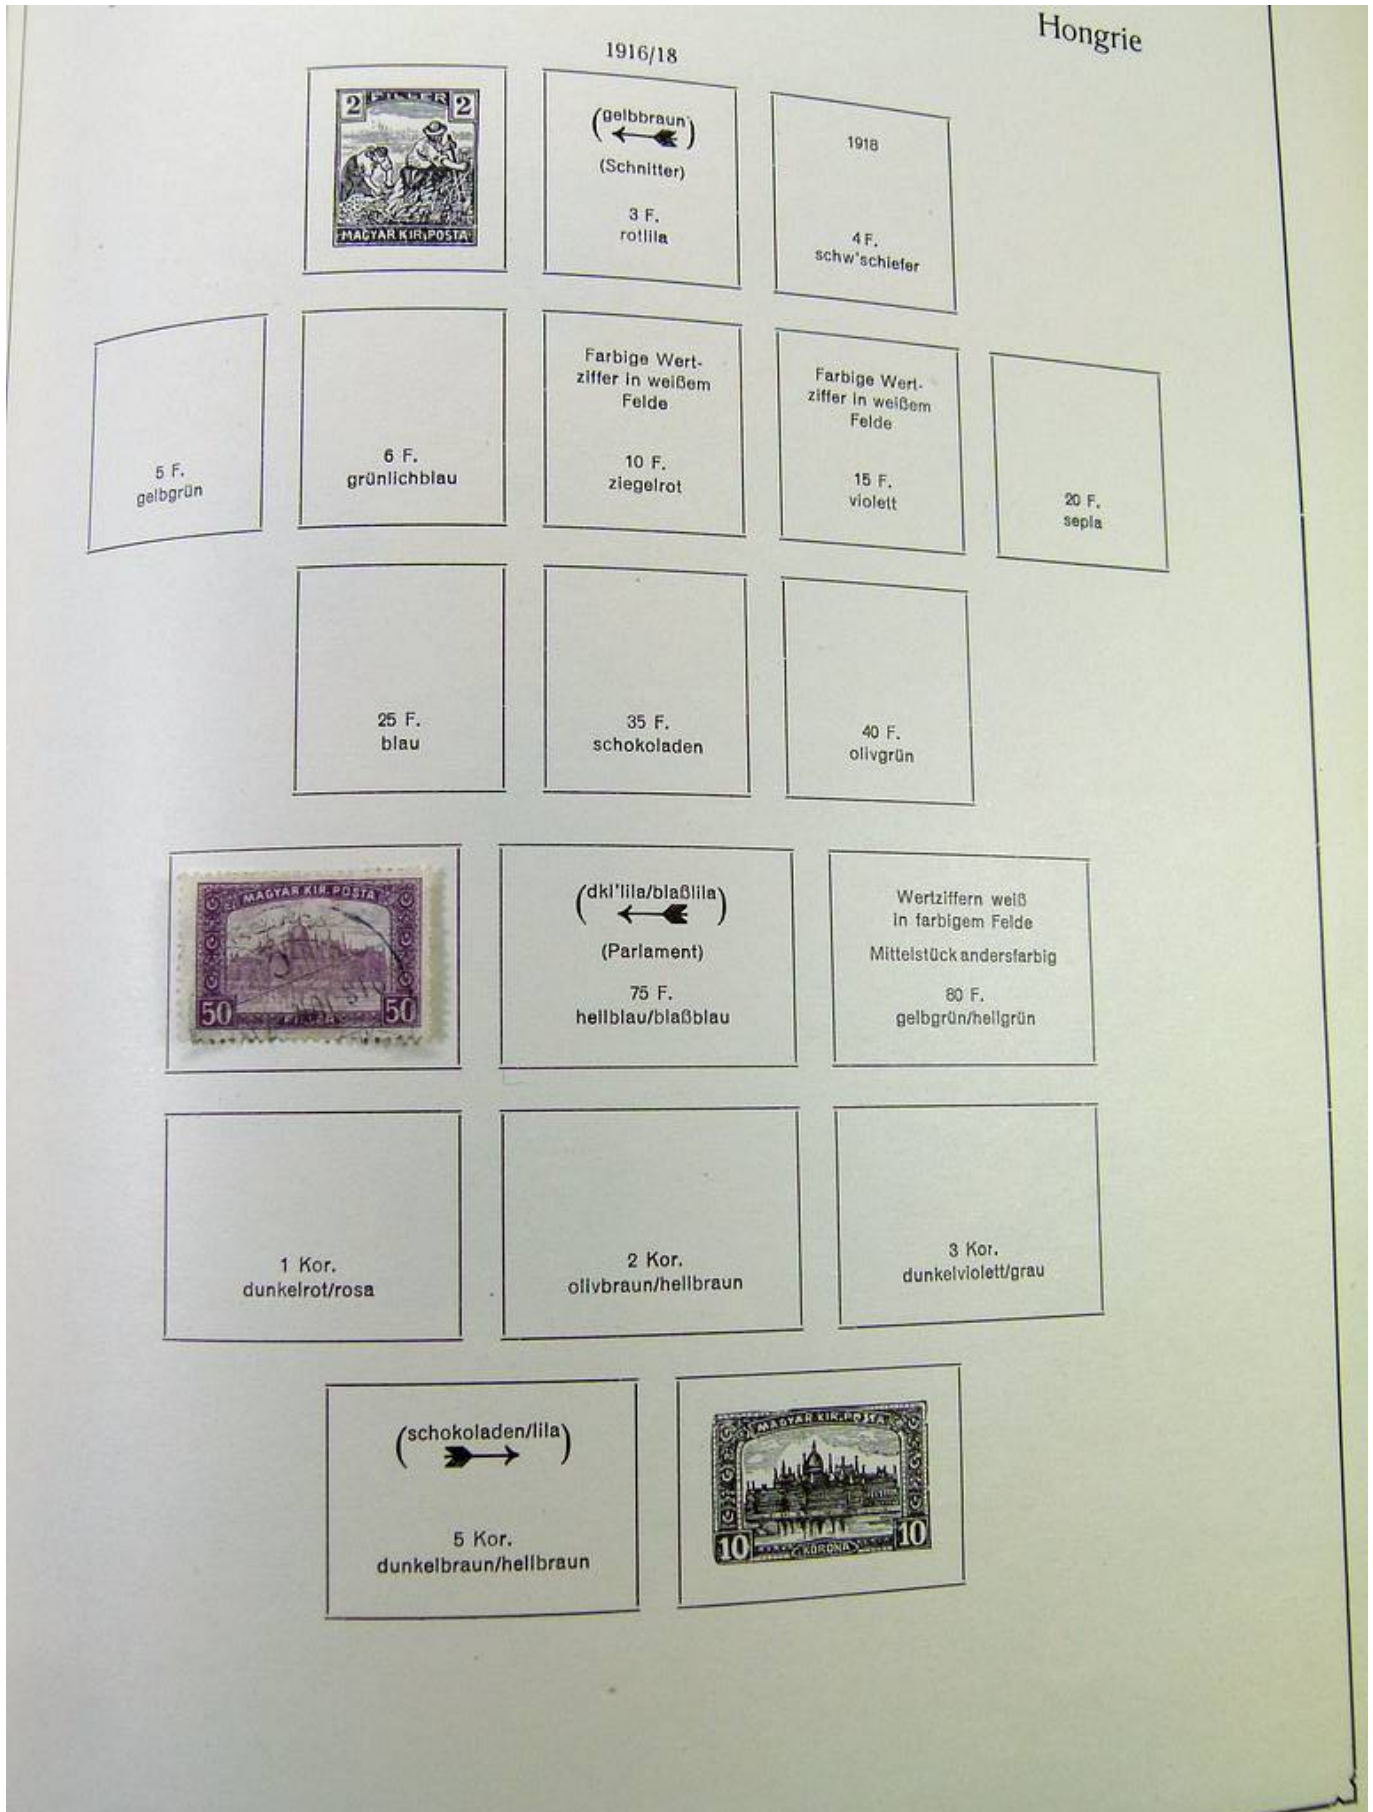 Hongrie
1916/18
2 FILLER 2
MAGYAR KIR. POSTA
(gelbbraun)
(Schnitter)
3 F.
rotlila
1918
4 F.
schw'schiefer
5 F.
gelbgrün
6 F.
grünlichblau
Farbige Wert-
ziffer in weißem
Felde
10 F.
ziegelrot
Farbige Wert-
ziffer in weißem
Felde
15 F.
violett
20 F.
sepia
25 F.
blau
35 F.
schokoladen
40 F.
olivgrün
MAGYAR KIR. POSTA
50 50
FILLER
(dkl'lila/blaßlila)
(Parlament)
75 F.
hellblau/blaßblau
Wertziffern weiß
in farbigem Felde
Mittelstück andersfarbig
80 F.
gelbgrün/hellgrün
1 Kor.
dunkelrot/rosa
2 Kor.
olivbraun/hellbraun
3 Kor.
dunkelviolett/grau
(schokoladen/lila)
5 Kor.
dunkelbraun/hellbraun
MAGYAR KIR. POSTA
10 KORONA 10